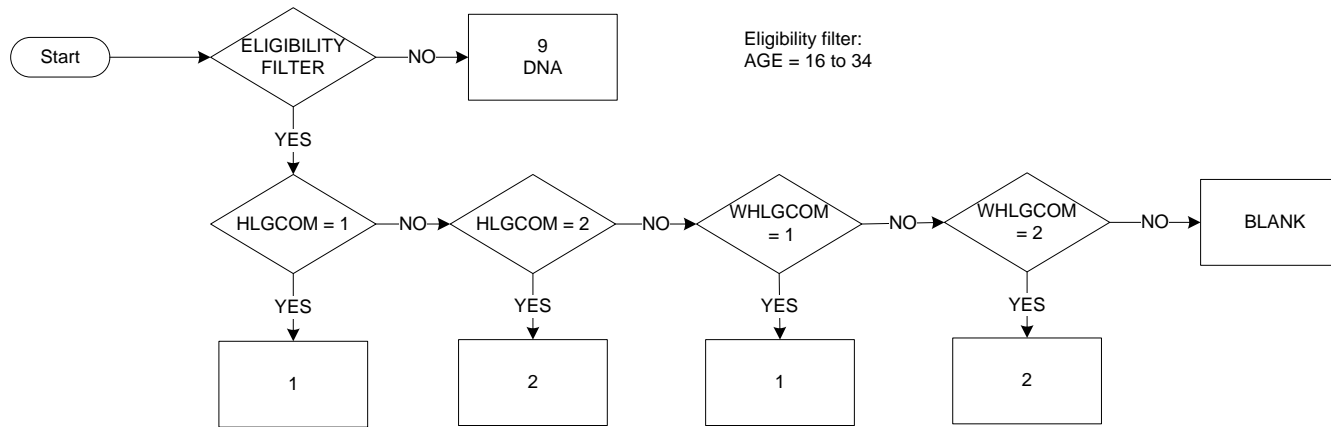 Start
ELIGIBILITY
FILTER
NO
9
DNA
Eligibility filter:
AGE = 16 to 34
YES
HLGCOM = 1
NO
HLGCOM = 2
NO
WHLGCOM
= 1
NO
WHLGCOM
= 2
NO
BLANK
YES
YES
YES
YES
1
2
1
2